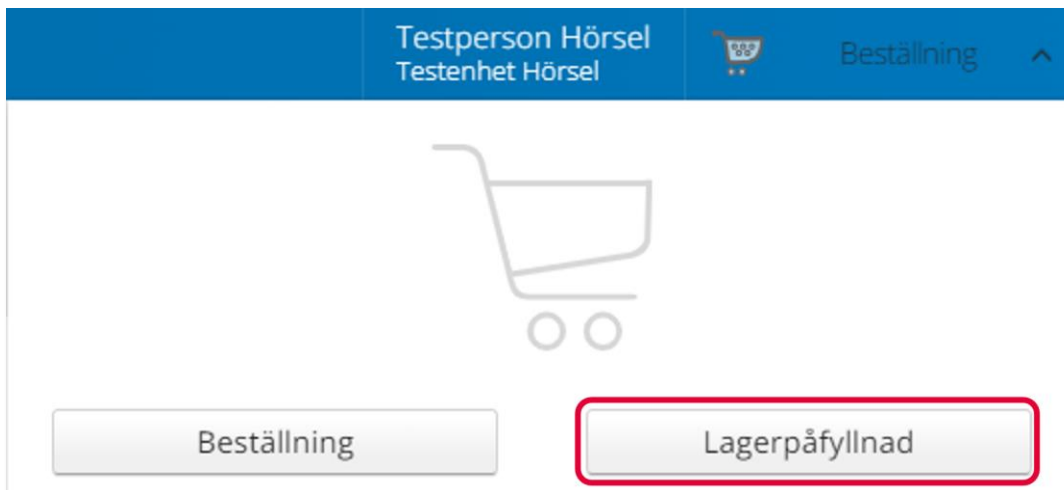 Testperson Hörsel
Testenhet Hörsel
Beställning
Beställning
Lagerpåfyllnad